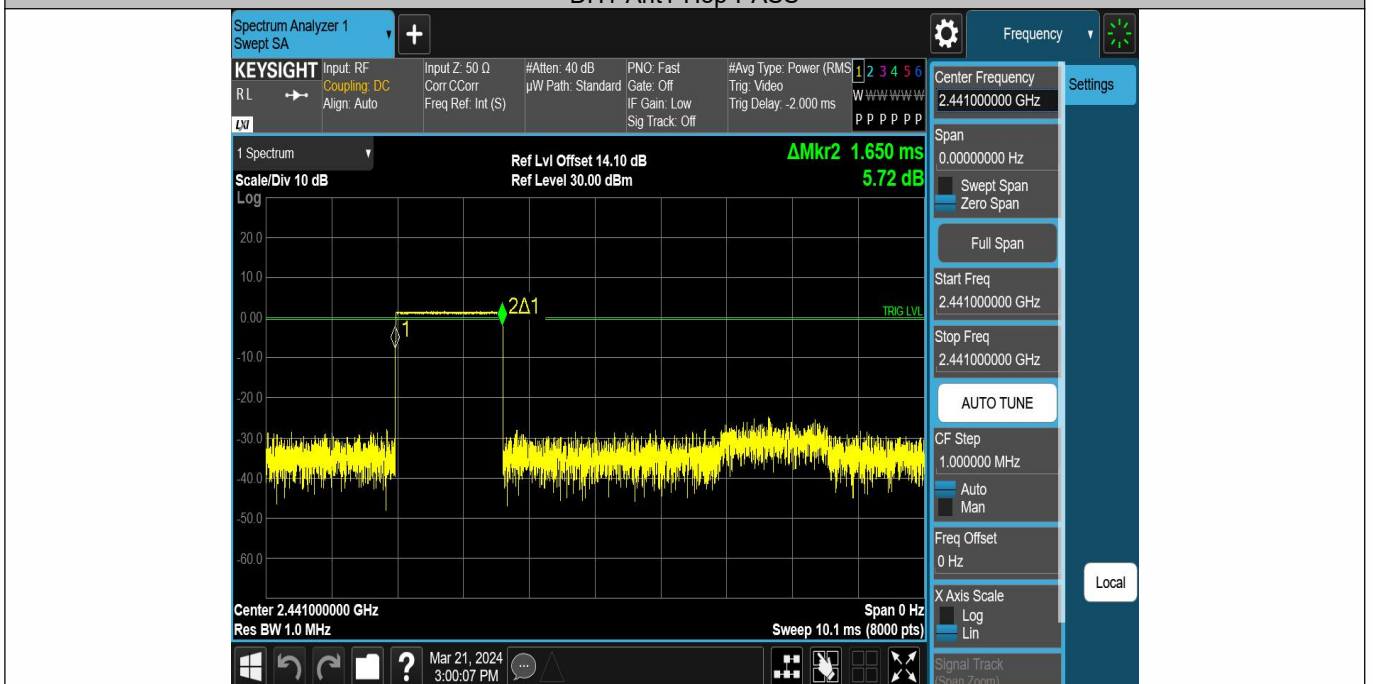 Spectrum Analyzer 1
Swept SA
+
Frequency
KEYSIGHT
RL
LXI
Input: RF
Coupling: DC
Align: Auto
Input Z: 50 Ω
Corr CCorr
Freq Ref: Int (S)
#Atten: 40 dB
µW Path: Standard
PNO: Fast
Gate: Off
IF Gain: Low
Sig Track: Off
#Avg Type: Power (RMS
Trig: Video
Trig Delay: -2.000 ms
1 2 3 4 5 6
W W W W W W
P P P P P P
1 Spectrum
Scale/Div 10 dB
Log
Ref Lvl Offset 14.10 dB
Ref Level 30.00 dBm
ΔMkr2 1.650 ms
5.72 dB
20.0
10.0
0.00
-10.0
-20.0
-30.0
-40.0
-50.0
-60.0
1
2Δ1
TRIG LVL
Center 2.441000000 GHz
Res BW 1.0 MHz
Span 0 Hz
Sweep 10.1 ms (8000 pts)
Mar 21, 2024
3:00:07 PM
?
Center Frequency
2.441000000 GHz
Settings
Span
0.00000000 Hz
Swept Span
Zero Span
Full Span
Start Freq
2.441000000 GHz
Stop Freq
2.441000000 GHz
AUTO TUNE
CF Step
1.000000 MHz
Auto
Man
Freq Offset
0 Hz
X Axis Scale
Log
Lin
Local
Signal Track
(Span Zoom)